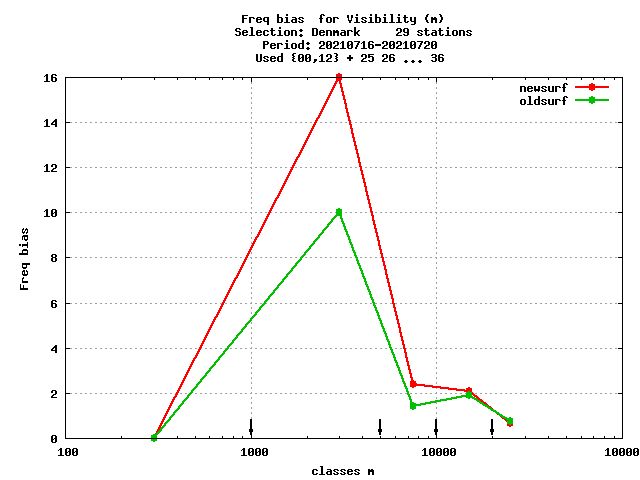 Freq bias  for Visibility (m)
Selection: Denmark     29 stations
Period: 20210716-20210720
Used {00,12} + 25 26 ... 36
newsurf
oldsurf
16
14
12
10
8
6
4
2
0
Freq bias
100
1000
10000
10000
classes m